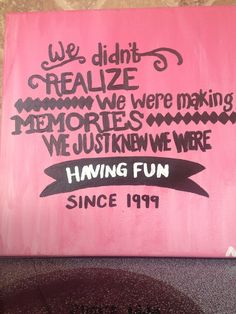 We didn't
REALIZE
We were making
MEMORIES
WE JUST KNEW WE WERE
HAVING FUN
SINCE 1999